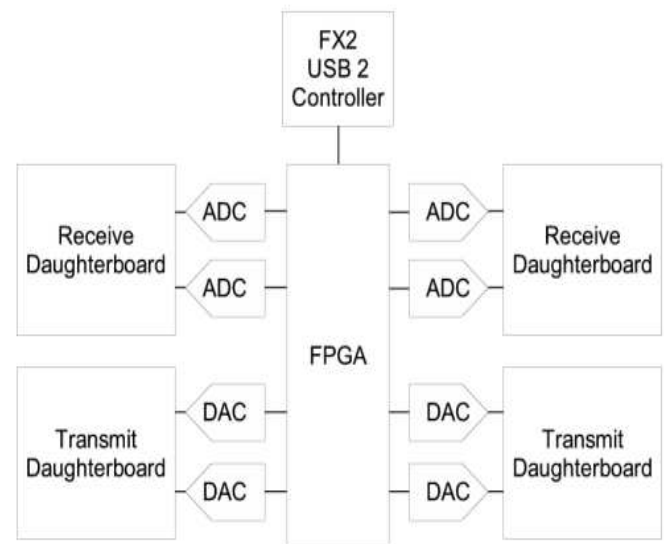 FX2
USB 2
Controller
Receive
Daughterboard
ADC
ADC
ADC
ADC
Receive
Daughterboard
FPGA
Transmit
Daughterboard
DAC
DAC
DAC
DAC
Transmit
Daughterboard